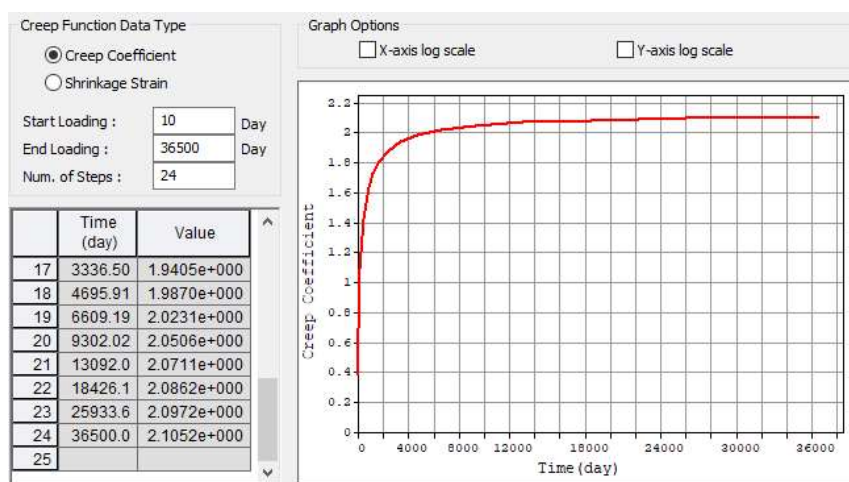 Creep Function Data Type
Creep Coefficient
Shrinkage Strain
Start Loading : 10 Day
End Loading : 36500 Day
Num. of Steps : 24
Time (day) Value
17 3336.50 1.9405e+000
18 4695.91 1.9870e+000
19 6609.19 2.0231e+000
20 9302.02 2.0506e+000
21 13092.0 2.0711e+000
22 18426.1 2.0862e+000
23 25933.6 2.0972e+000
24 36500.0 2.1052e+000
25
Graph Options
X-axis log scale Y-axis log scale
2.2
2
1.8
1.6
1.4
1.2
1
0.8
0.6
0.4
0.2
0
Creep Coefficient
0 4000 8000 12000 18000 24000 30000 36000
Time(day)